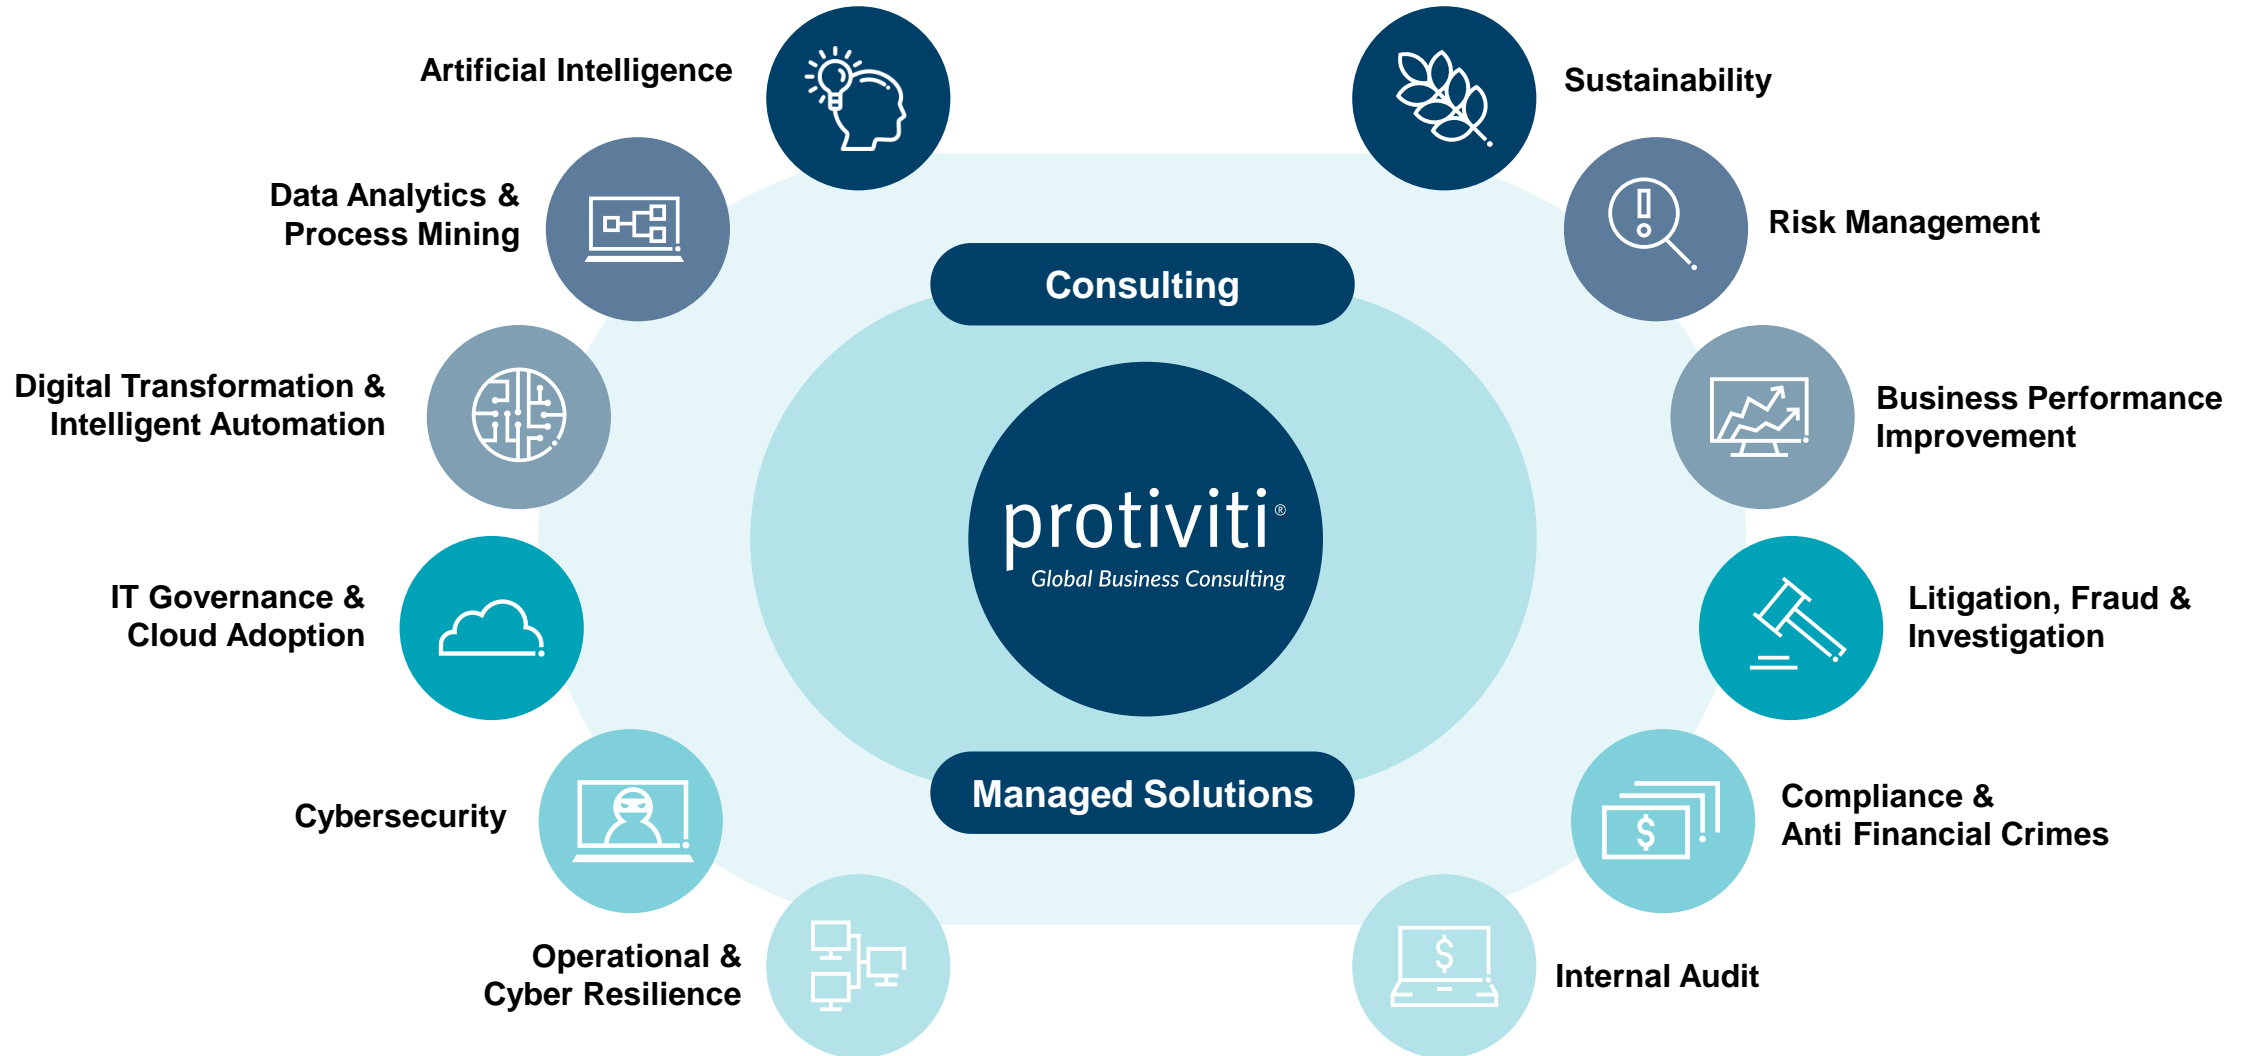 Artificial Intelligence
Sustainability
Data Analytics &
Process Mining
Risk Management
Consulting
Digital Transformation &
Intelligent Automation
Business Performance
Improvement
protiviti®
Global Business Consulting
IT Governance &
Cloud Adoption
Litigation, Fraud &
Investigation
Cybersecurity
Managed Solutions
Compliance &
Anti Financial Crimes
$
Operational &
Cyber Resilience
$
Internal Audit